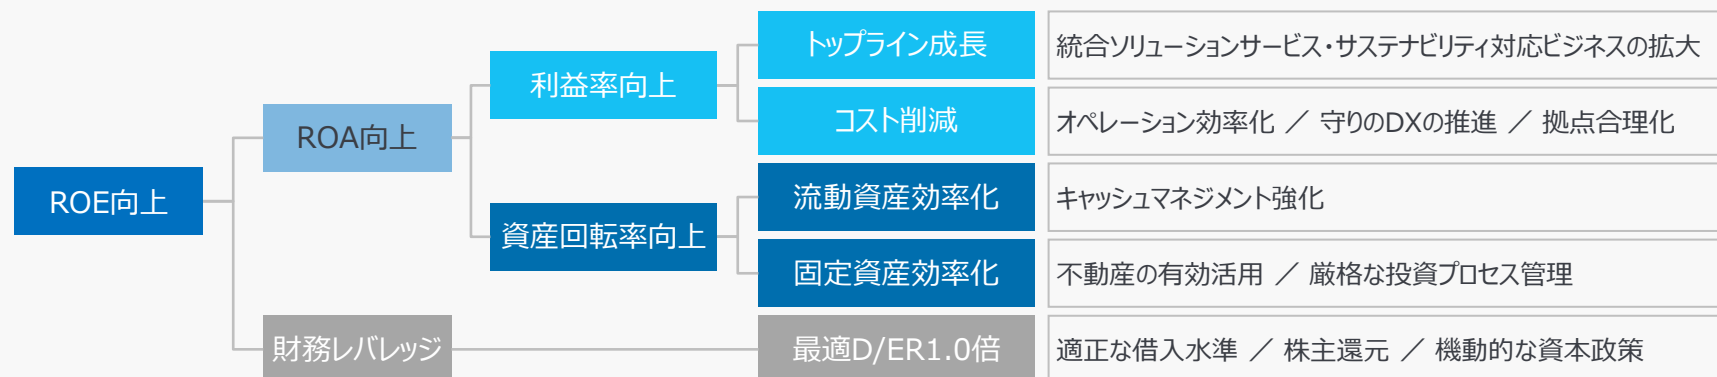 トップライン成長
統合ソリューションサービス・サステナビリティ対応ビジネスの拡大
利益率向上
コスト削減
オペレーション効率化 ／ 守りのDXの推進 ／ 拠点合理化
ROA向上
ROE向上
流動資産効率化
キャッシュマネジメント強化
資産回転率向上
固定資産効率化
不動産の有効活用 ／ 厳格な投資プロセス管理
財務レバレッジ
最適D/ER1.0倍
適正な借入水準 ／ 株主還元 ／ 機動的な資本政策